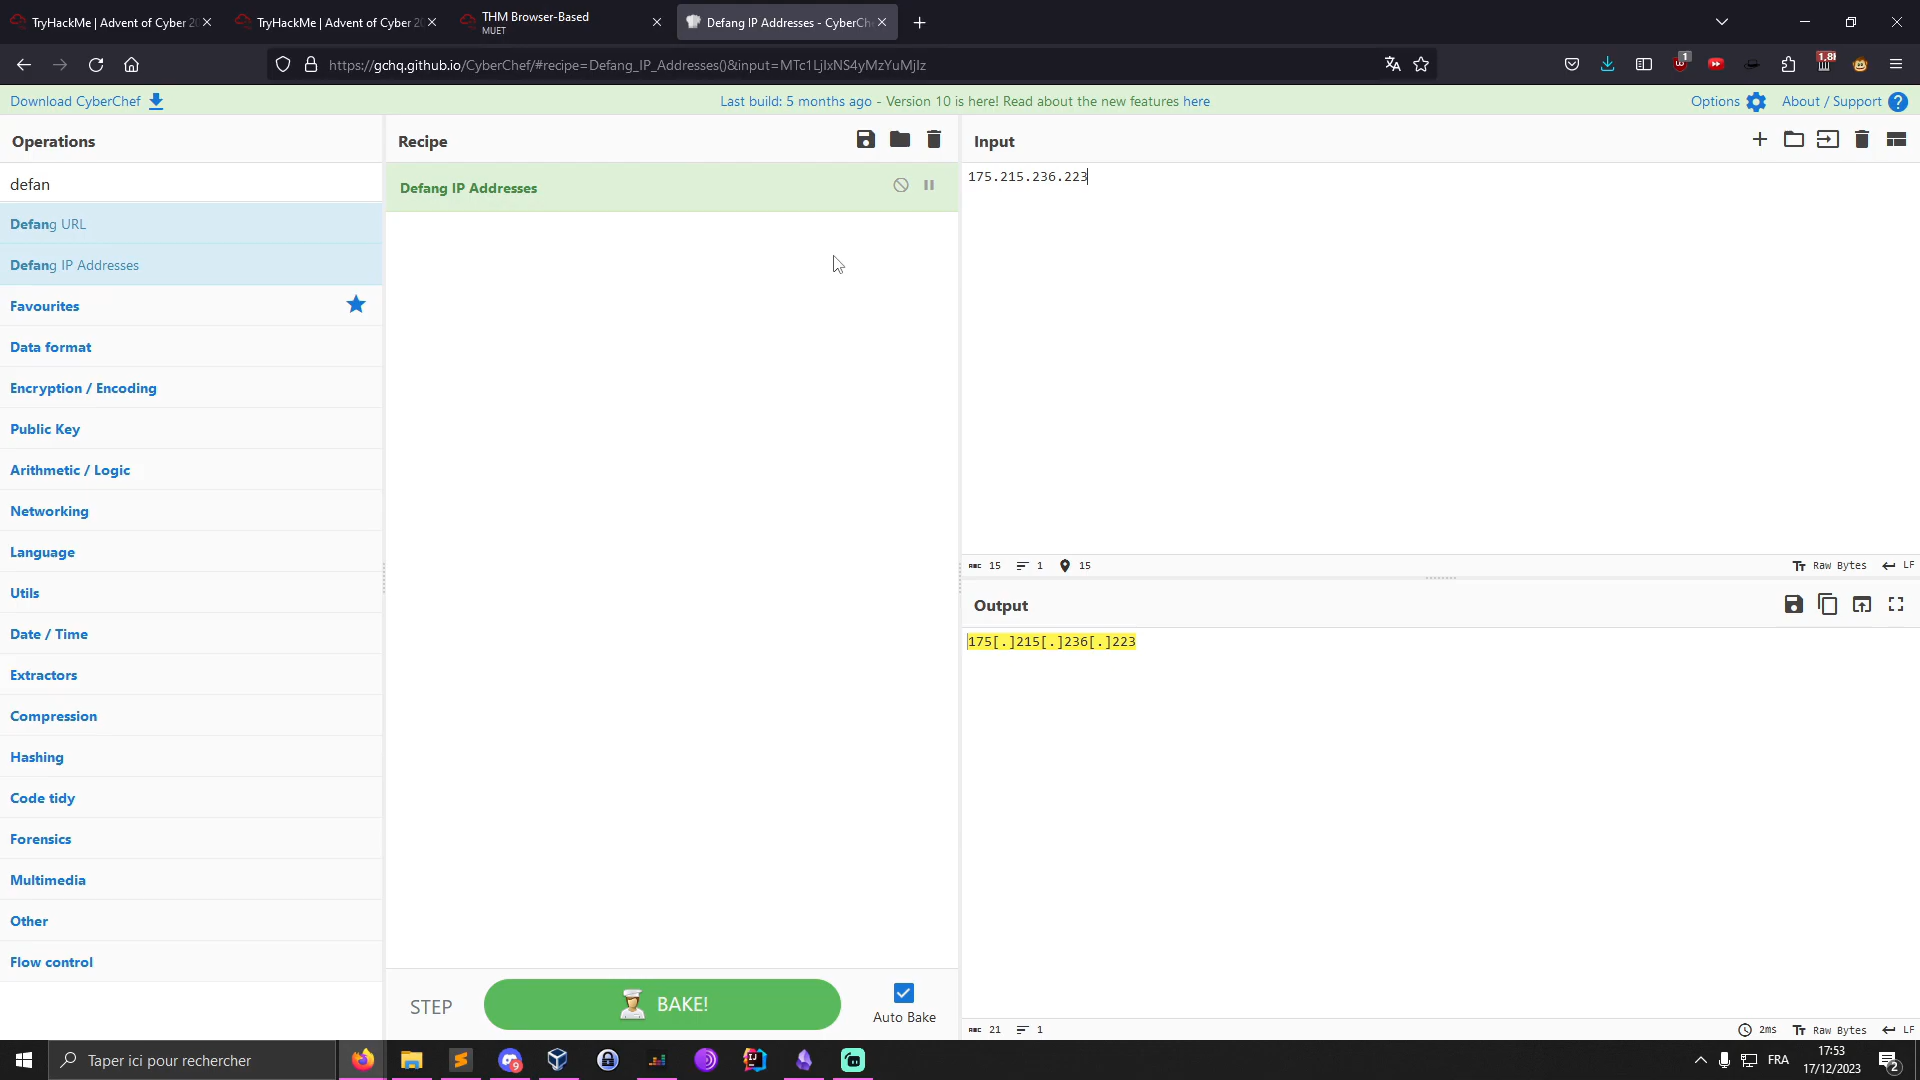 TryHackMe | Advent of Cyber 20
TryHackMe | Advent of Cyber 20
THM Browser-Based
MUET
Defang IP Addresses - CyberCh
https://gchq.github.io/CyberChef/#recipe=Defang_IP_Addresses()&input=MTc1LjIxNS4yMzYuMjIz
1
Download CyberChef
Last build: 5 months ago - Version 10 is here! Read about the new features here
Options
About / Support
Operations
Recipe
Input
defan
Defang IP Addresses
175.215.236.223
Defang URL
Defang IP Addresses
Favourites
Data format
Encryption / Encoding
Public Key
Arithmetic / Logic
Networking
Language
Utils
Date / Time
Extractors
Compression
Hashing
Code tidy
Forensics
Multimedia
Other
Flow control
15 1 15
Raw Bytes LF
Output
175[.]215[.]236[.]223
STEP
BAKE!
Auto Bake
21 1
2ms Raw Bytes LF
Taper ici pour rechercher
9
FRA
17:53
17/12/2023
2